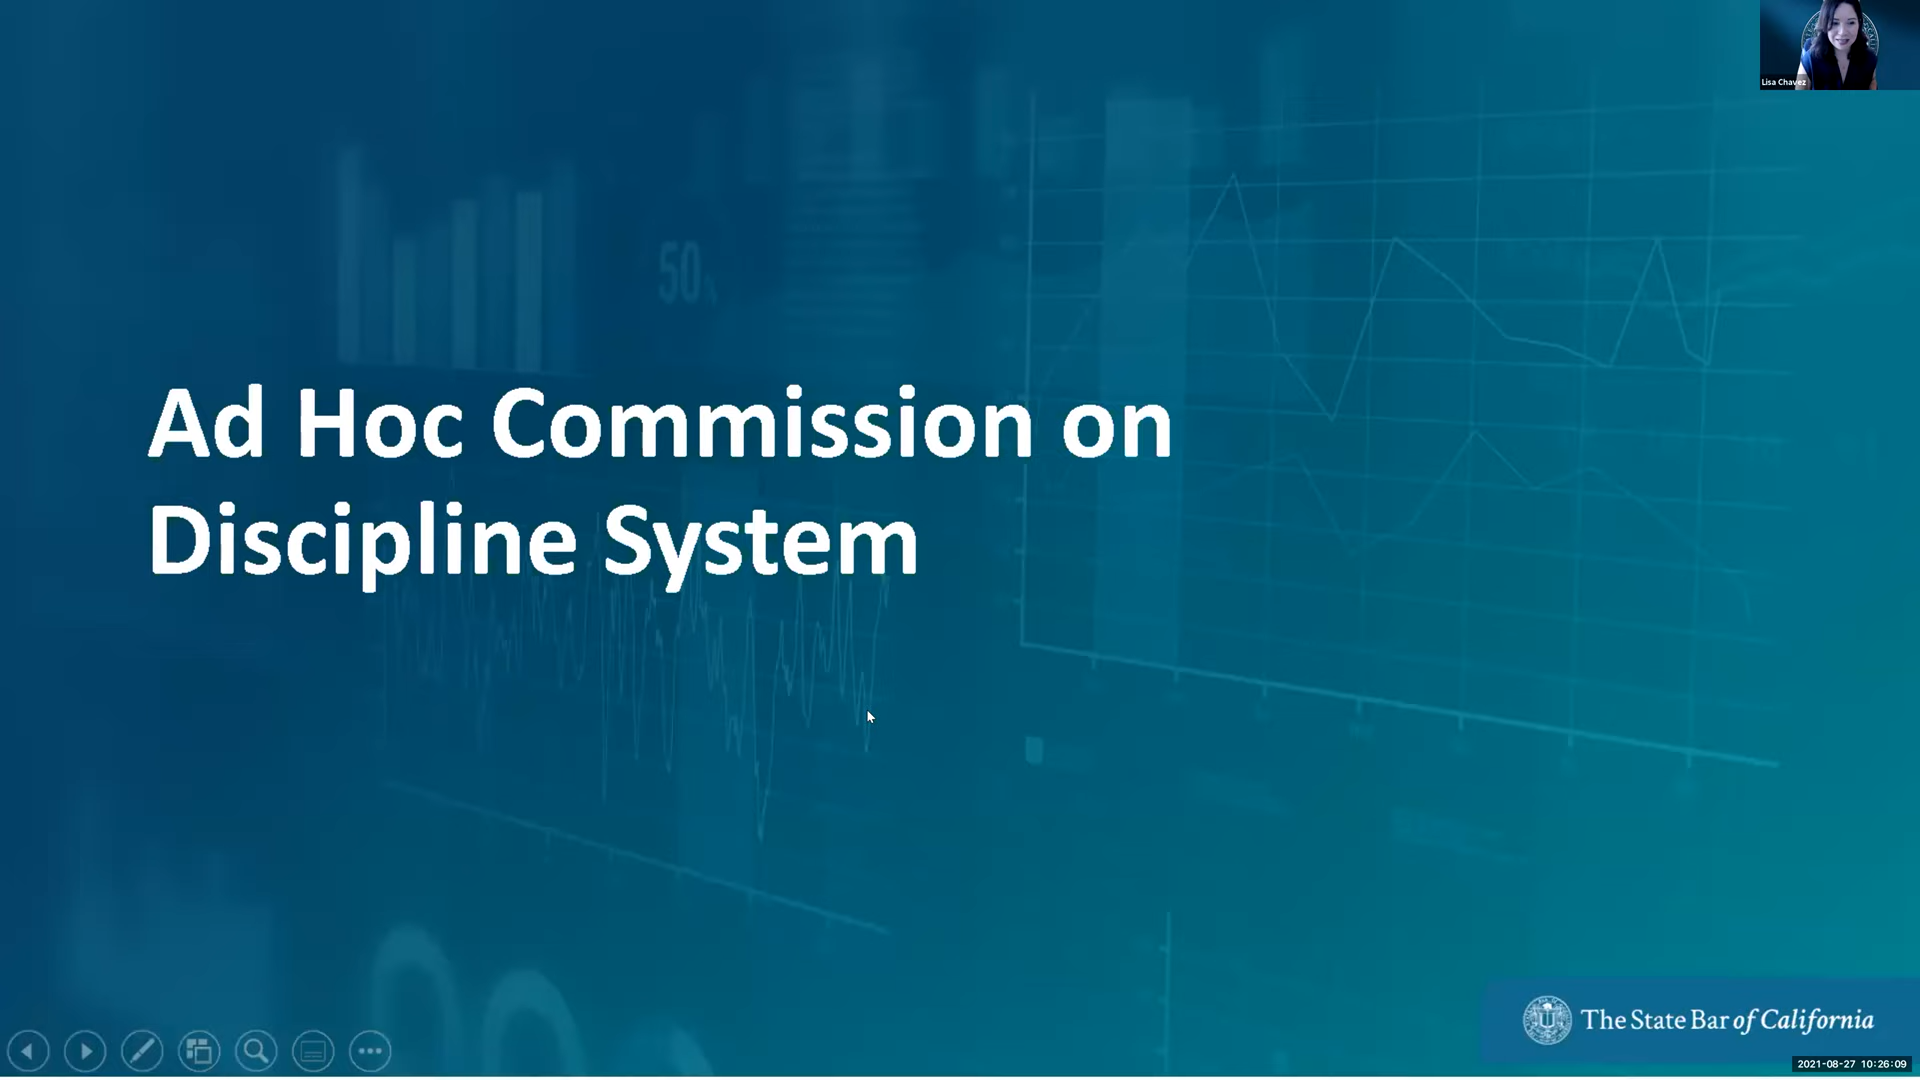 Lisa Chavez
50%
Ad Hoc Commission on
Discipline System
The State Bar of California
2021-08-27 10:26:09